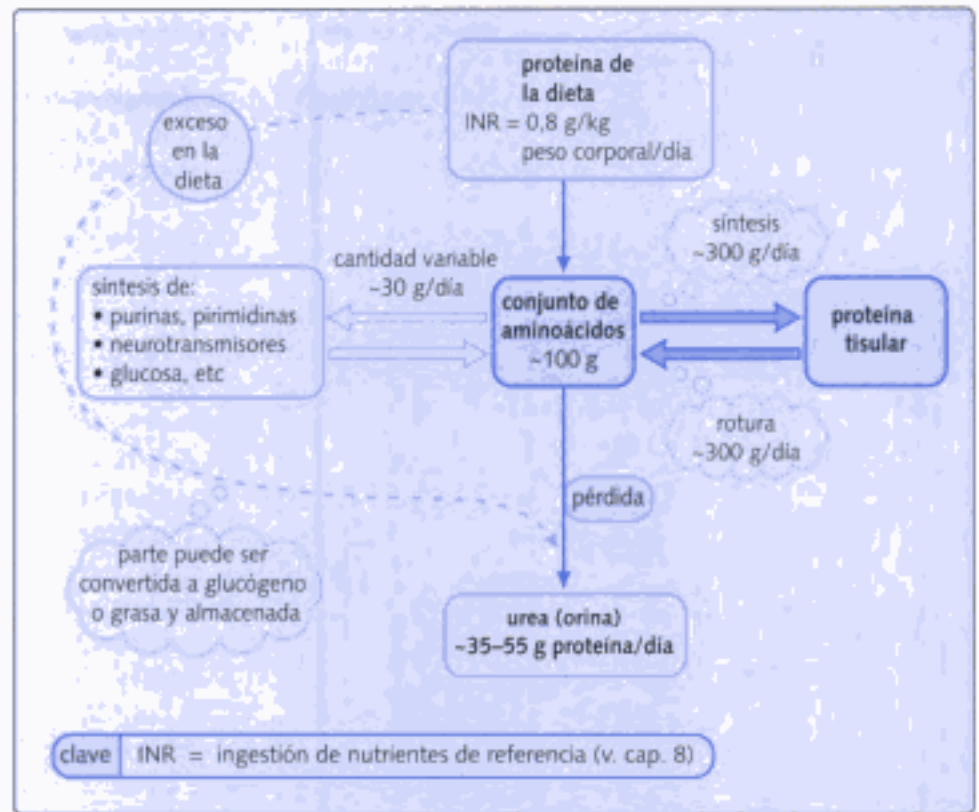 proteína de
la dieta
INR = 0,8 g/kg
peso corporal/día
exceso
en la
dieta
síntesis
~300 g/día
cantidad variable
~30 g/día
síntesis de:
• purinas, pirimidinas
• neurotransmisores
• glucosa, etc
conjunto de
aminoácidos
~100 g
proteína
tisular
rotura
~300 g/día
pérdida
parte puede ser
convertida a glucógeno
o grasa y almacenada
urea (orina)
~35–55 g proteína/día
clave INR = ingestión de nutrientes de referencia (v. cap. 8)